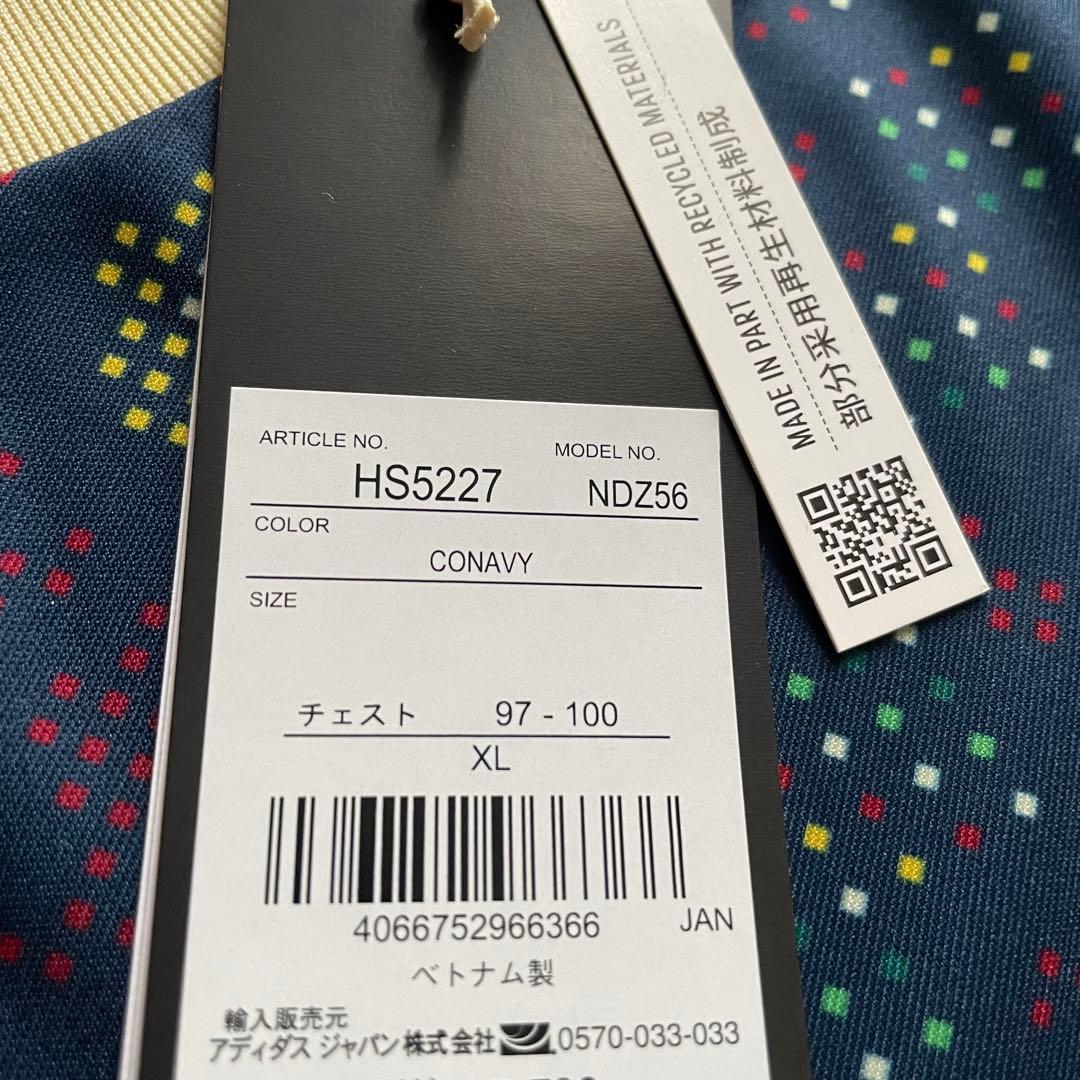 MADE IN PART WITH RECYCLED MATERIALS
部分采用再生材料制成
ARTICLE NO.
MODEL NO.
HS5227
NDZ56
COLOR
CONAVY
SIZE
チェスト 97 - 100
XL
4066752966366 JAN
ベトナム製
輸入販売元
アディダス ジャパン株式会社 0570-033-033